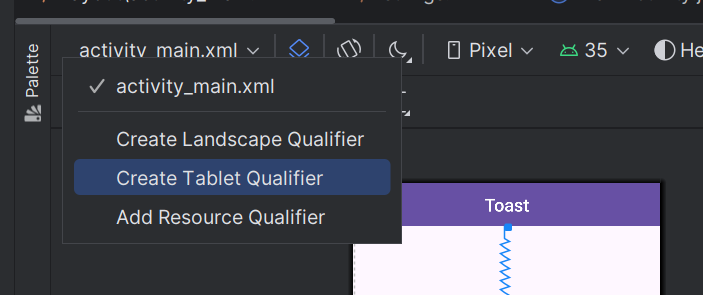 activity_main.xml
Pixel
35
Palette
activity_main.xml
Create Landscape Qualifier
Create Tablet Qualifier
Add Resource Qualifier
Toast